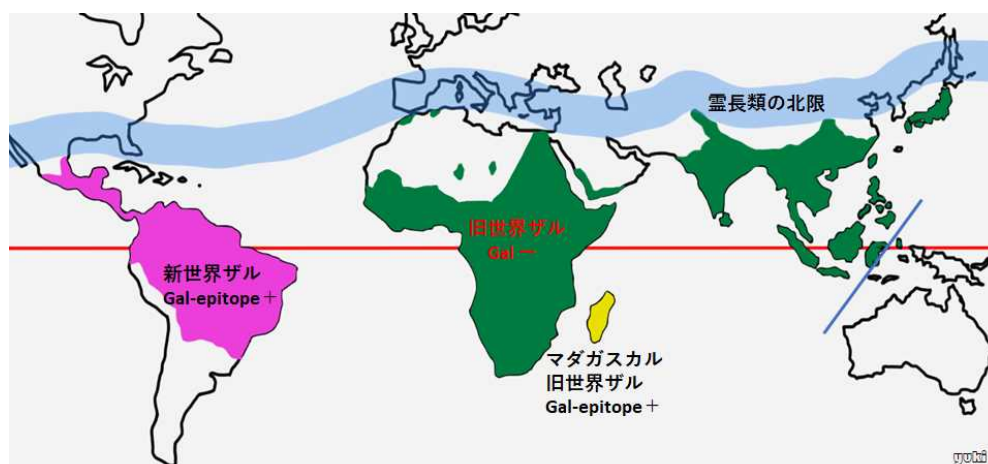 霊長類の北限
旧世界ザル
Gal －
新世界ザル
Gal-epitope＋
マダガスカル
旧世界ザル
Gal-epitope＋
yuki